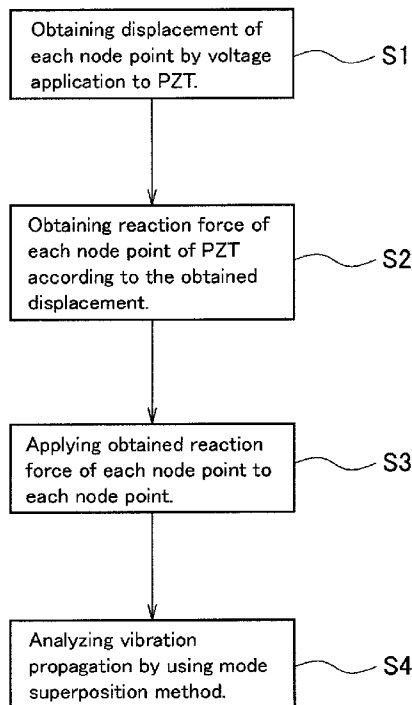 Obtaining displacement of
each node point by voltage
application to PZT.
S1
Obtaining reaction force of
each node point of PZT
according to the obtained
displacement.
S2
Applying obtained reaction
force of each node point to
each node point.
S3
Analyzing vibration
propagation by using mode
superposition method.
S4